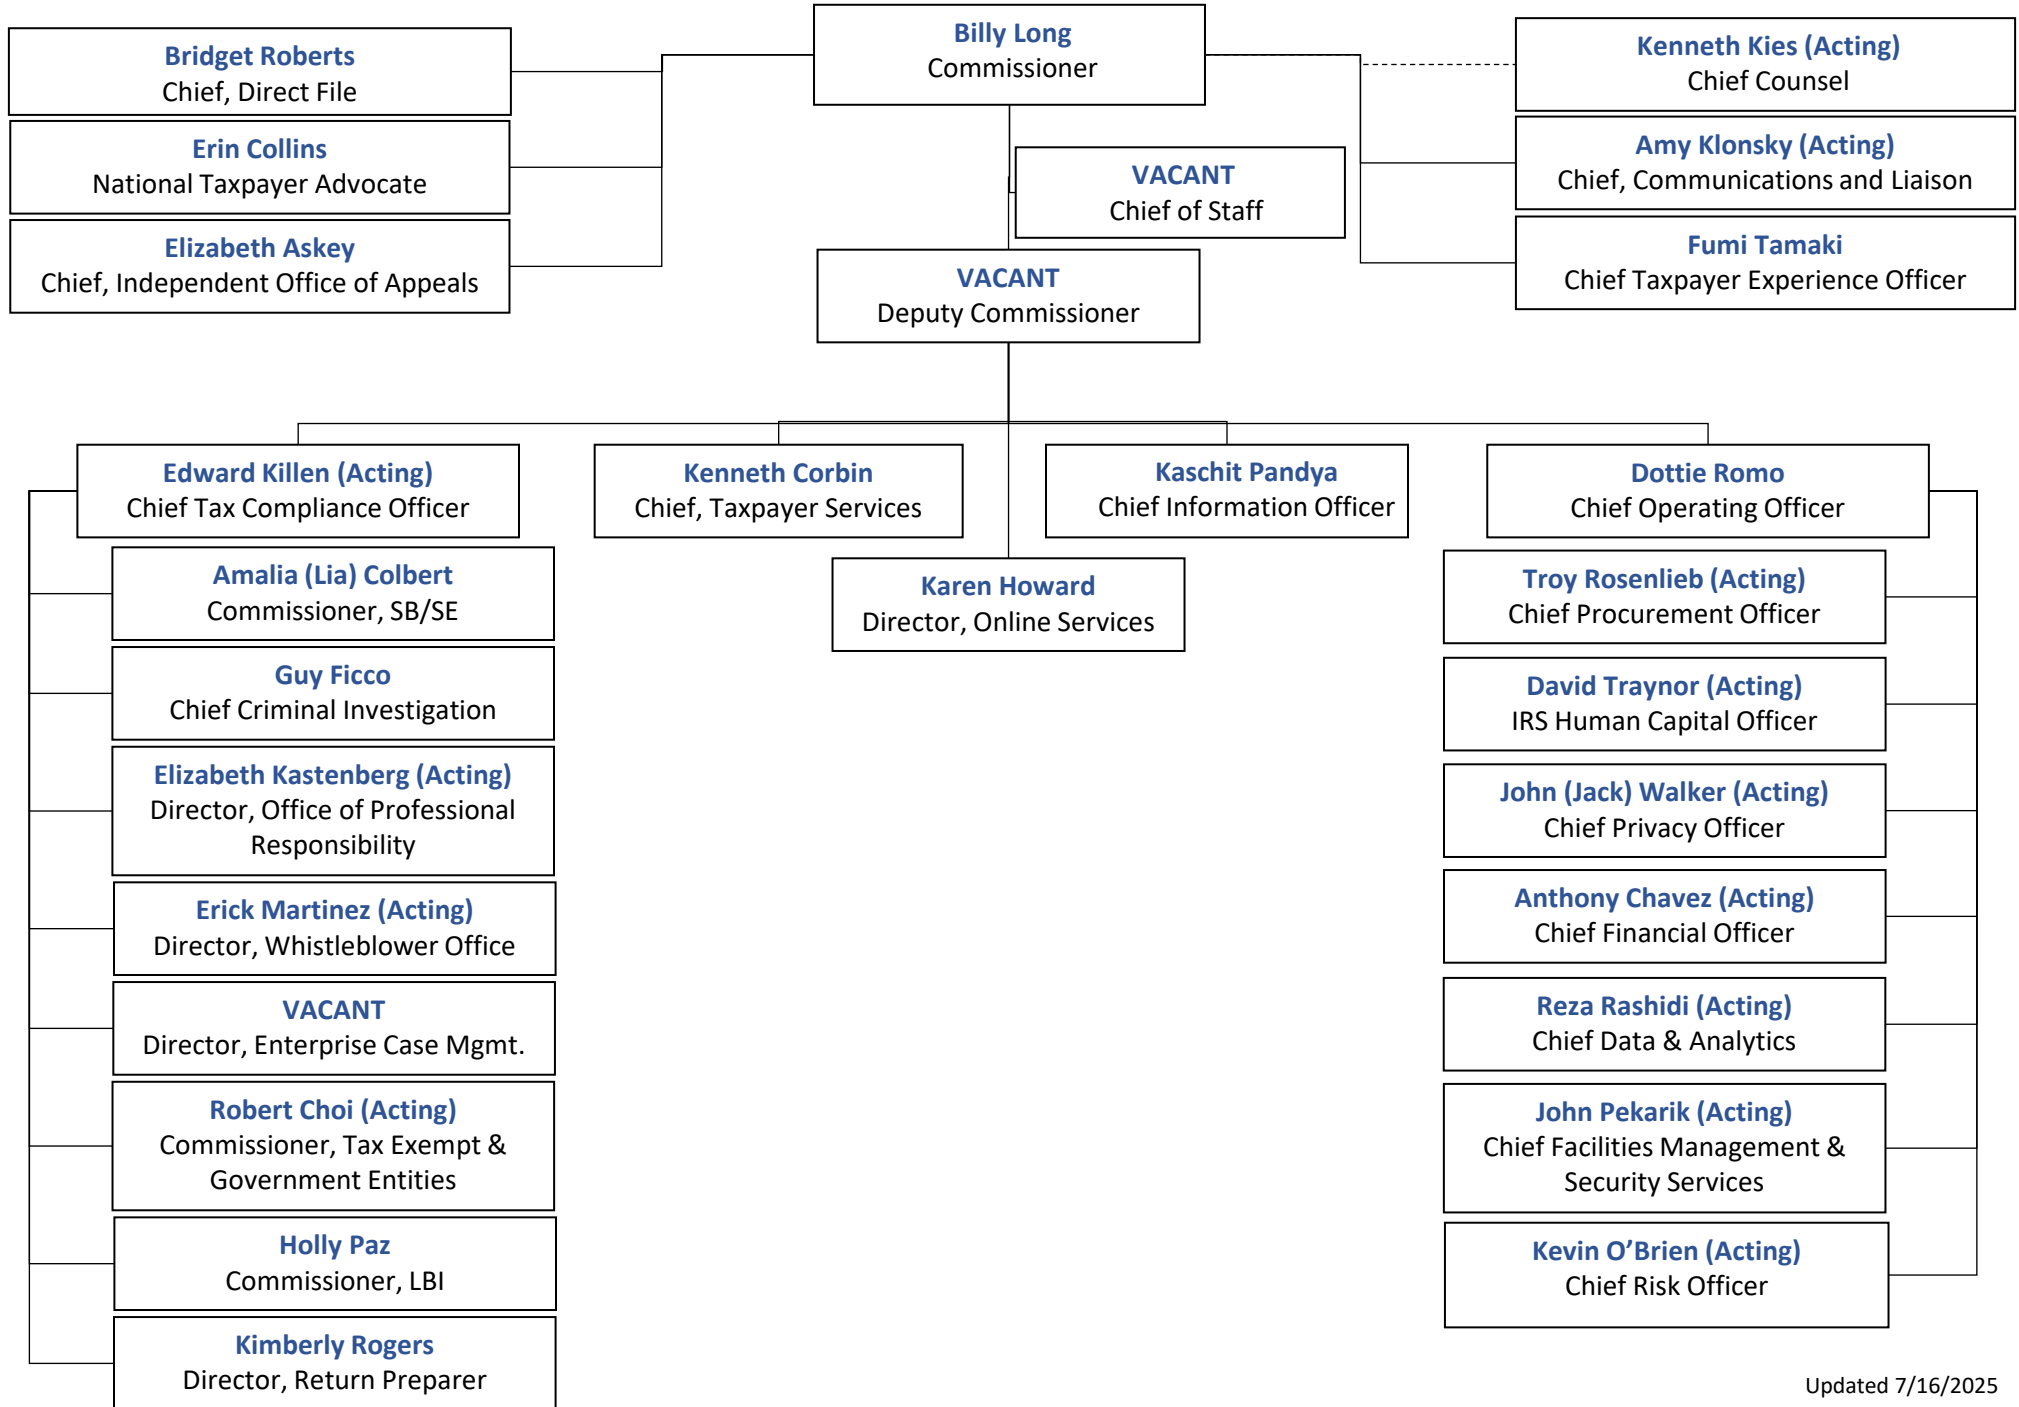 Billy Long
Commissioner
Bridget Roberts
Chief, Direct File
Erin Collins
National Taxpayer Advocate
Elizabeth Askey
Chief, Independent Office of Appeals
Kenneth Kies (Acting)
Chief Counsel
Amy Klonsky (Acting)
Chief, Communications and Liaison
Fumi Tamaki
Chief Taxpayer Experience Officer
VACANT
Chief of Staff
VACANT
Deputy Commissioner
Edward Killen (Acting)
Chief Tax Compliance Officer
Kenneth Corbin
Chief, Taxpayer Services
Kaschit Pandya
Chief Information Officer
Dottie Romo
Chief Operating Officer
Karen Howard
Director, Online Services
Amalia (Lia) Colbert
Commissioner, SB/SE
Guy Ficco
Chief Criminal Investigation
Elizabeth Kastenberg (Acting)
Director, Office of Professional
Responsibility
Erick Martinez (Acting)
Director, Whistleblower Office
VACANT
Director, Enterprise Case Mgmt.
Robert Choi (Acting)
Commissioner, Tax Exempt &
Government Entities
Holly Paz
Commissioner, LBI
Kimberly Rogers
Director, Return Preparer
Troy Rosenlieb (Acting)
Chief Procurement Officer
David Traynor (Acting)
IRS Human Capital Officer
John (Jack) Walker (Acting)
Chief Privacy Officer
Anthony Chavez (Acting)
Chief Financial Officer
Reza Rashidi (Acting)
Chief Data & Analytics
John Pekarik (Acting)
Chief Facilities Management &
Security Services
Kevin O’Brien (Acting)
Chief Risk Officer
Updated 7/16/2025